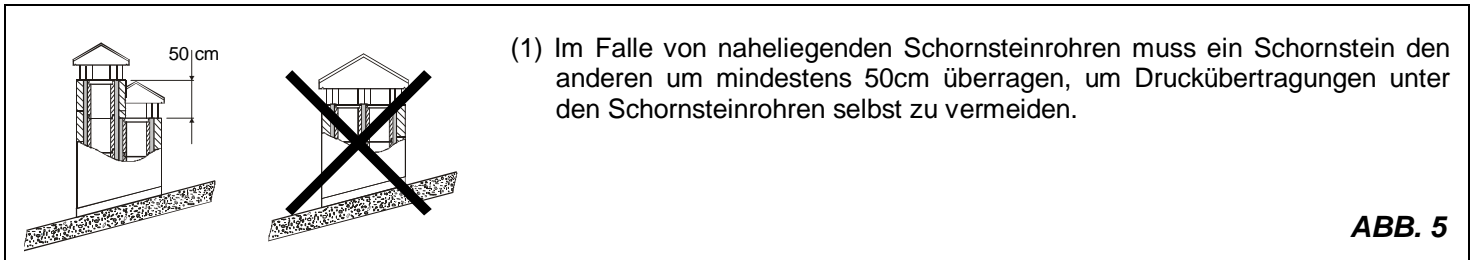 50 cm
(1) Im Falle von naheliegenden Schornsteinrohren muss ein Schornstein den
anderen um mindestens 50cm überragen, um Druckübertragungen unter
den Schornsteinrohren selbst zu vermeiden.
ABB. 5